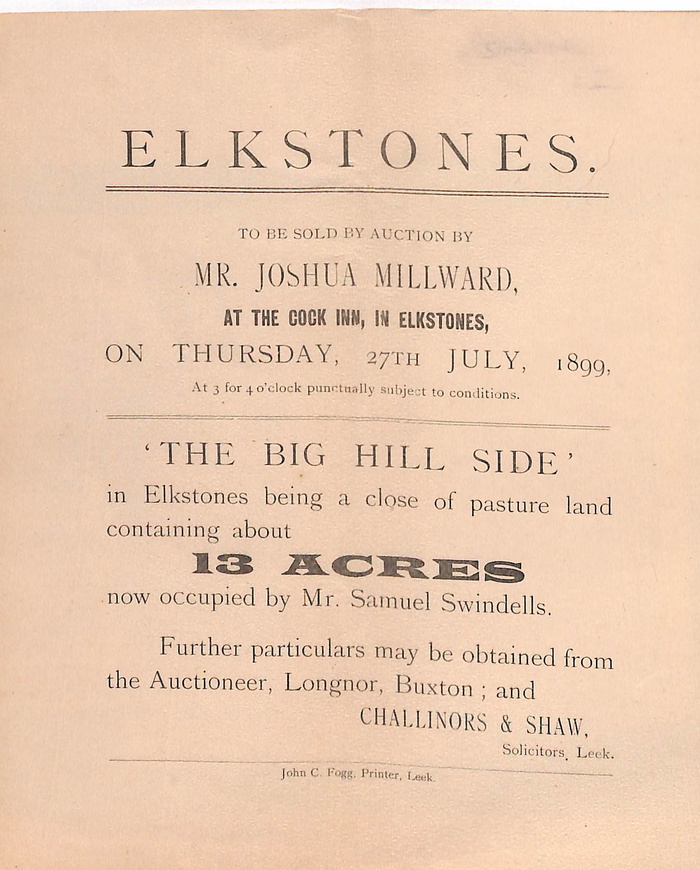 ELKSTONES.
TO BE SOLD BY AUCTION BY
MR. JOSHUA MILLWARD,
AT THE COCK INN, IN ELKSTONES,
ON THURSDAY, 27TH JULY, 1899,
At 3 for 4 o'clock punctually subject to conditions.
'THE BIG HILL SIDE'
in Elkstones being a close of pasture land
containing about
13 ACRES
now occupied by Mr. Samuel Swindells.
Further particulars may be obtained from
the Auctioneer, Longnor, Buxton ; and
CHALLINORS & SHAW,
Solicitors, Leek.
John C. Fogg, Printer, Leek.